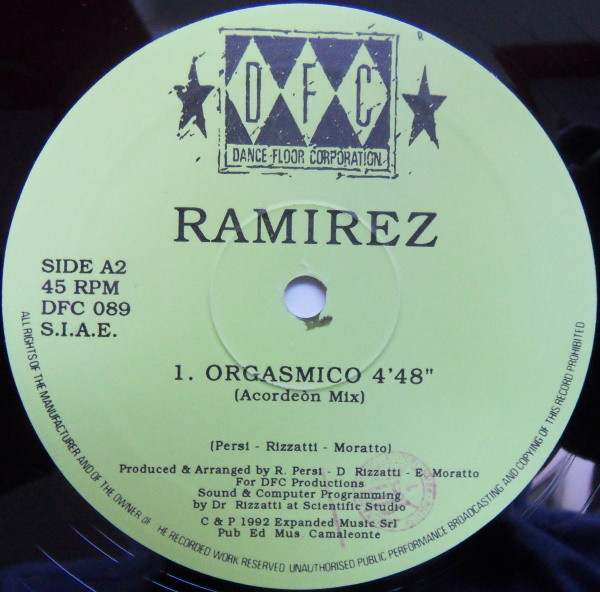 R
DFC
DANCE FLOOR CORPORATION
RAMIREZ
SIDE A2
45 RPM
DFC 089
S.I.A.E.
1. ORGASMICO 4'48"
(Acordeòn Mix)
(Persi - Rizzatti - Moratto)
Produced & Arranged by R. Persi - D Rizzatti - E. Moratto
For DFC Productions
Sound & Computer Programming
by Dr Rizzatti at Scientific Studio
C & P 1992 Expanded Music Srl
Pub Ed Mus Camaleonte
ALL RIGHTS OF THE MANUFACTURER AND OF THE OWNER OF HE RECORDED WORK RESERVED UNAUTHORISED PUBLIC PERFORMANCE BROADCASTING AND COPYING OF THIS RECORD PROHIBITED